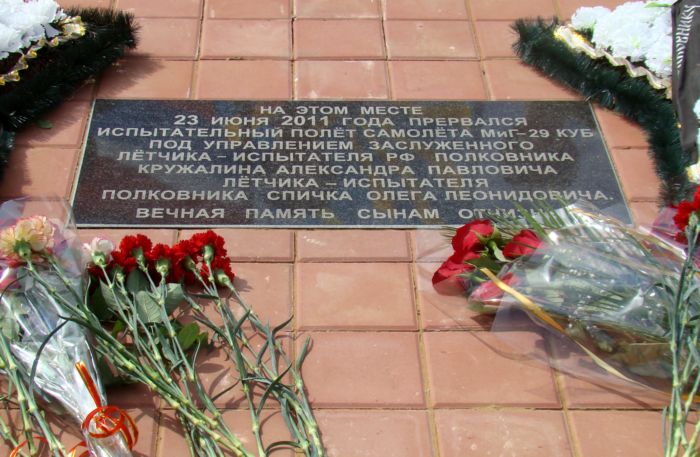 НА ЭТОМ МЕСТЕ
23 ИЮНЯ 2011 ГОДА ПРЕРВАЛСЯ
ИСПЫТАТЕЛЬНЫЙ ПОЛЁТ САМОЛЁТА МиГ-29 КУБ
ПОД УПРАВЛЕНИЕМ ЗАСЛУЖЕННОГО
ЛЁТЧИКА-ИСПЫТАТЕЛЯ РФ ПОЛКОВНИКА
КРУЖАЛИНА АЛЕКСАНДРА ПАВЛОВИЧА
ЛЁТЧИКА-ИСПЫТАТЕЛЯ
ПОЛКОВНИКА СПИЧКА ОЛЕГА ЛЕОНИДОВИЧА.
ВЕЧНАЯ ПАМЯТЬ СЫНАМ